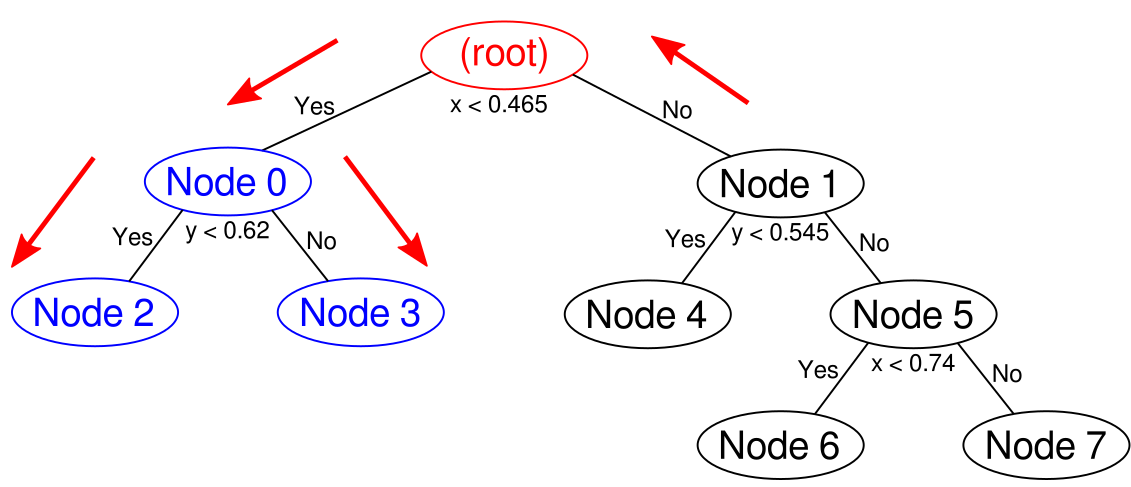 (root)
x < 0.465
Yes
No
Node 0
Node 1
y < 0.62
y < 0.545
Yes
No
Yes
No
Node 2
Node 3
Node 4
Node 5
x < 0.74
Yes
No
Node 6
Node 7